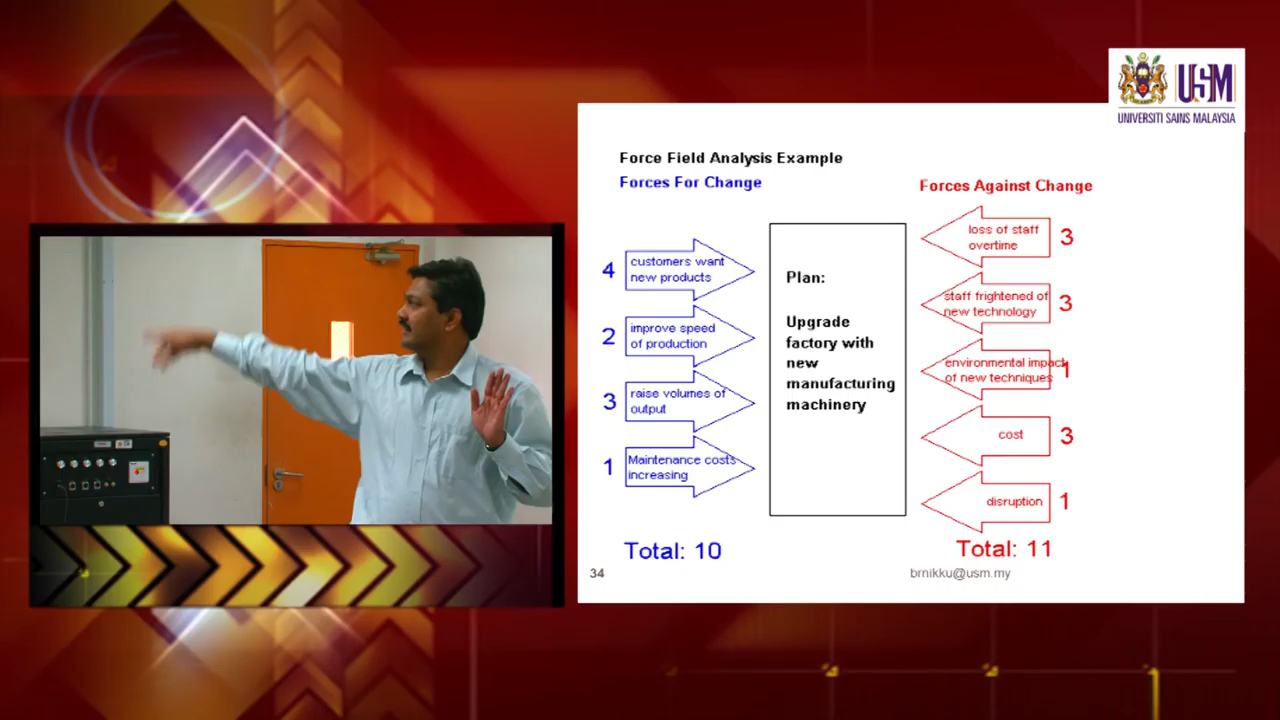 USM
UNIVERSITI SAINS MALAYSIA
Force Field Analysis Example
Forces For Change
Forces Against Change
4
customers want
new products
2
improve speed
of production
3
raise volumes of
output
1
Maintenance costs
increasing
Plan:
Upgrade
factory with
new
manufacturing
machinery
loss of staff
overtime
3
staff frightened of
new technology
3
environmental impact
of new techniques
1
cost
3
disruption
1
Total: 10
Total: 11
34
brnikku@usm.my